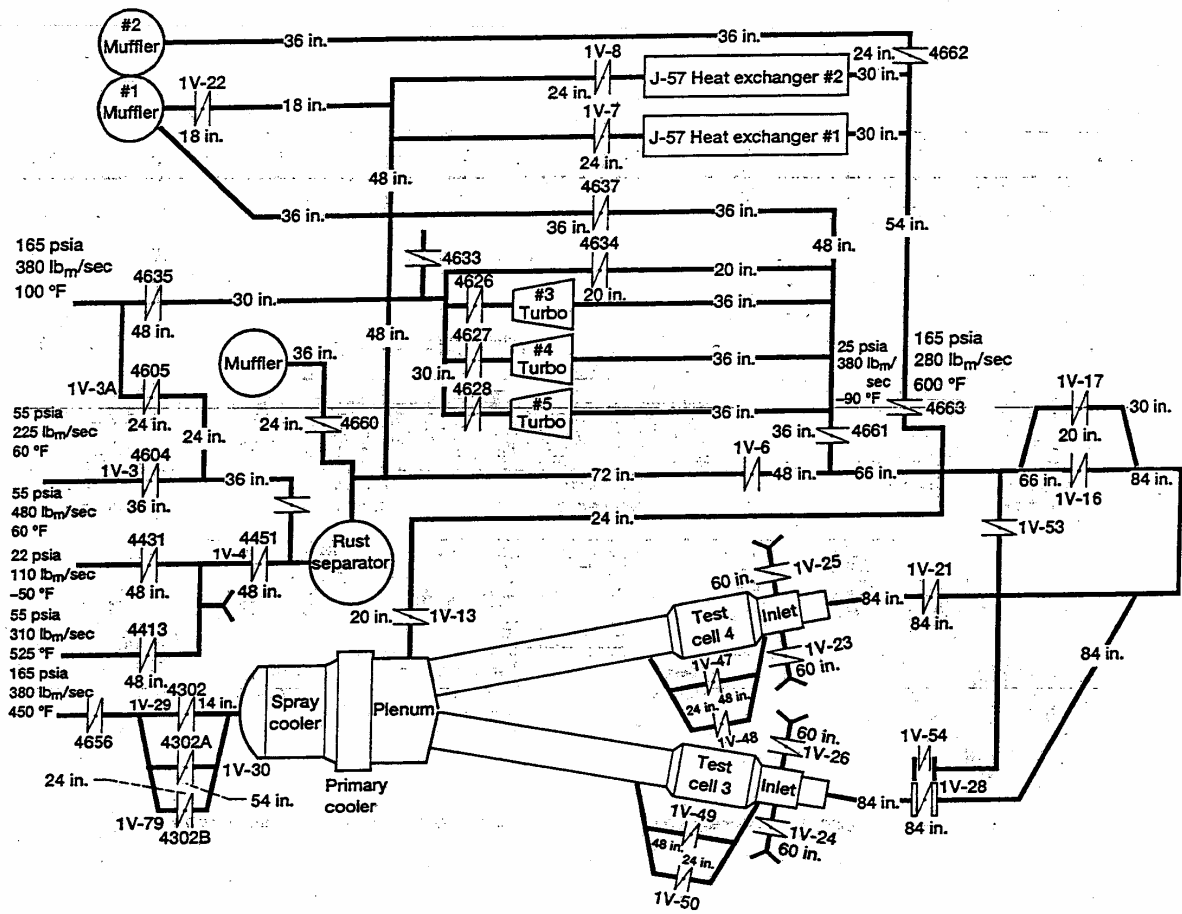 #2
Muffler
36 in.
36 in.
24 in.
4662
1V-8
24 in.
J-57 Heat exchanger #2
30 in.
#1
Muffler
1V-22
18 in.
18 in.
1V-7
24 in.
J-57 Heat exchanger #1
30 in.
48 in.
4637
36 in.
36 in.
36 in.
54 in.
48 in.
165 psia
380 lbm/sec
100 °F
4633
4634
20 in.
20 in.
4635
48 in.
30 in.
4626
#3
Turbo
36 in.
48 in.
4627
#4
Turbo
36 in.
30 in.
4628
#5
Turbo
36 in.
Muffler
36 in.
24 in.
4660
25 psia
380 lbm/
sec
–90 °F
165 psia
280 lbm/sec
600 °F
4663
36 in.
4661
1V-17
20 in.
30 in.
1V-3A
4605
24 in.
24 in.
55 psia
225 lbm/sec
60 °F
1V-3
4604
36 in.
36 in.
72 in.
1V-6
48 in.
66 in.
66 in.
1V-16
84 in.
55 psia
480 lbm/sec
60 °F
24 in.
1V-53
4431
48 in.
1V-4
4451
48 in.
Rust
separator
22 psia
110 lbm/sec
–50 °F
55 psia
310 lbm/sec
525 °F
4413
48 in.
20 in.
1V-13
60 in.
1V-25
Test
cell 4
Inlet
84 in.
1V-21
84 in.
1V-23
60 in.
84 in.
165 psia
380 lbm/sec
450 °F
4656
1V-29
4302
14 in.
4302A
1V-30
24 in.
54 in.
1V-79
4302B
Spray
cooler
Plenum
Primary
cooler
1V-47
48 in.
24 in.
1V-48
60 in.
1V-26
Test
cell 3
Inlet
84 in.
1V-54
1V-28
84 in.
1V-49
48 in.
24 in.
1V-50
1V-24
60 in.